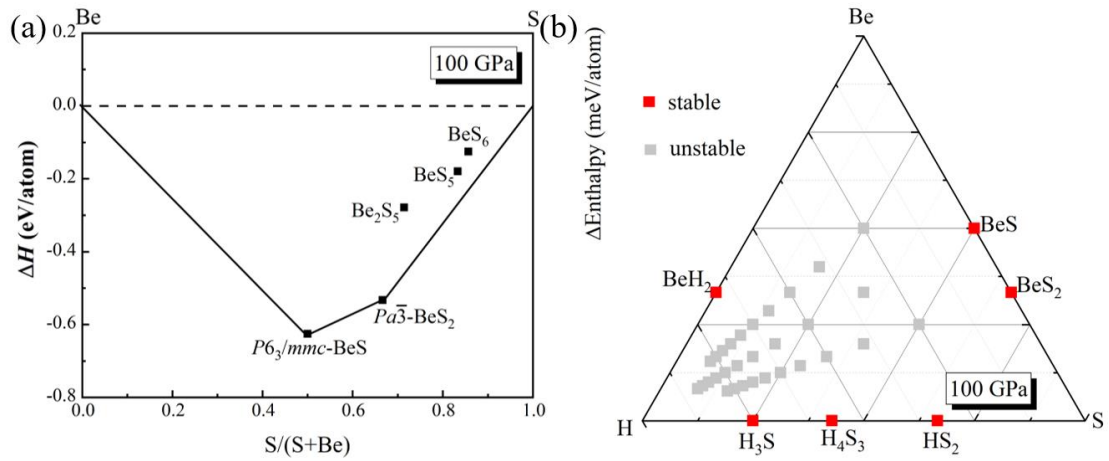 (a)
Be
S
100 GPa
0.2
0.0
-0.2
-0.4
-0.6
-0.8
ΔH (eV/atom)
BeS6
BeS5
Be2S5
Pa3̅-BeS2
P63/mmc-BeS
0.0 0.2 0.4 0.6 0.8 1.0
S/(S+Be)
(b)
ΔEnthalpy (meV/atom)
Be
stable
unstable
BeS
BeH2
BeS2
100 GPa
H
S
H3S
H4S3
HS2